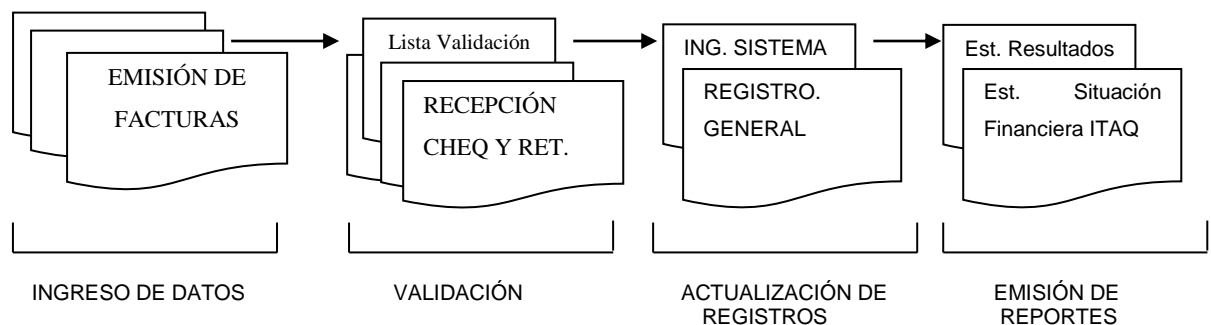 EMISIÓN DE
FACTURAS
Lista Validación
RECEPCIÓN
CHEQ Y RET.
ING. SISTEMA
REGISTRO.
GENERAL
Est. Resultados
Est. Situación
Financiera ITAQ
INGRESO DE DATOS
VALIDACIÓN
ACTUALIZACIÓN DE
REGISTROS
EMISIÓN DE
REPORTES